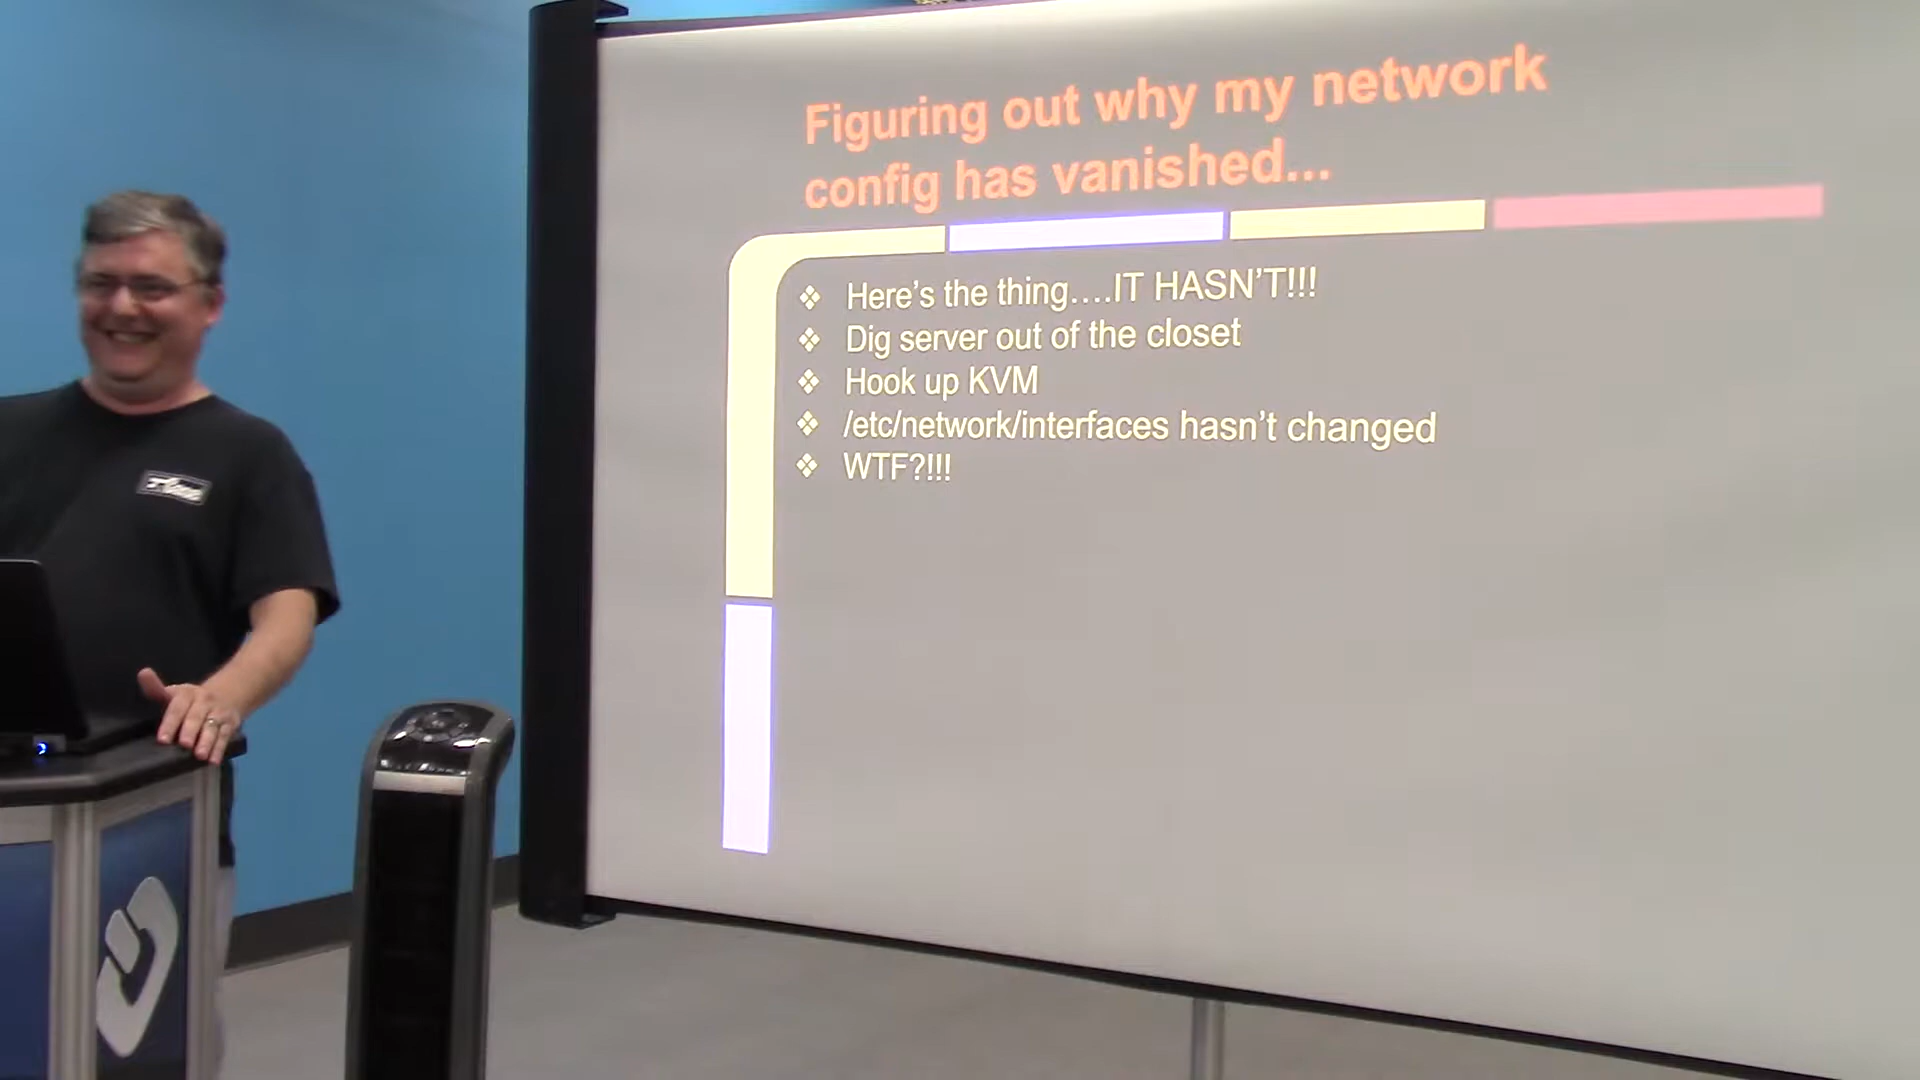 Figuring out why my network
config has vanished...
❖ Here's the thing....IT HASN'T!!!
❖ Dig server out of the closet
❖ Hook up KVM
❖ /etc/network/interfaces hasn't changed
❖ WTF?!!!